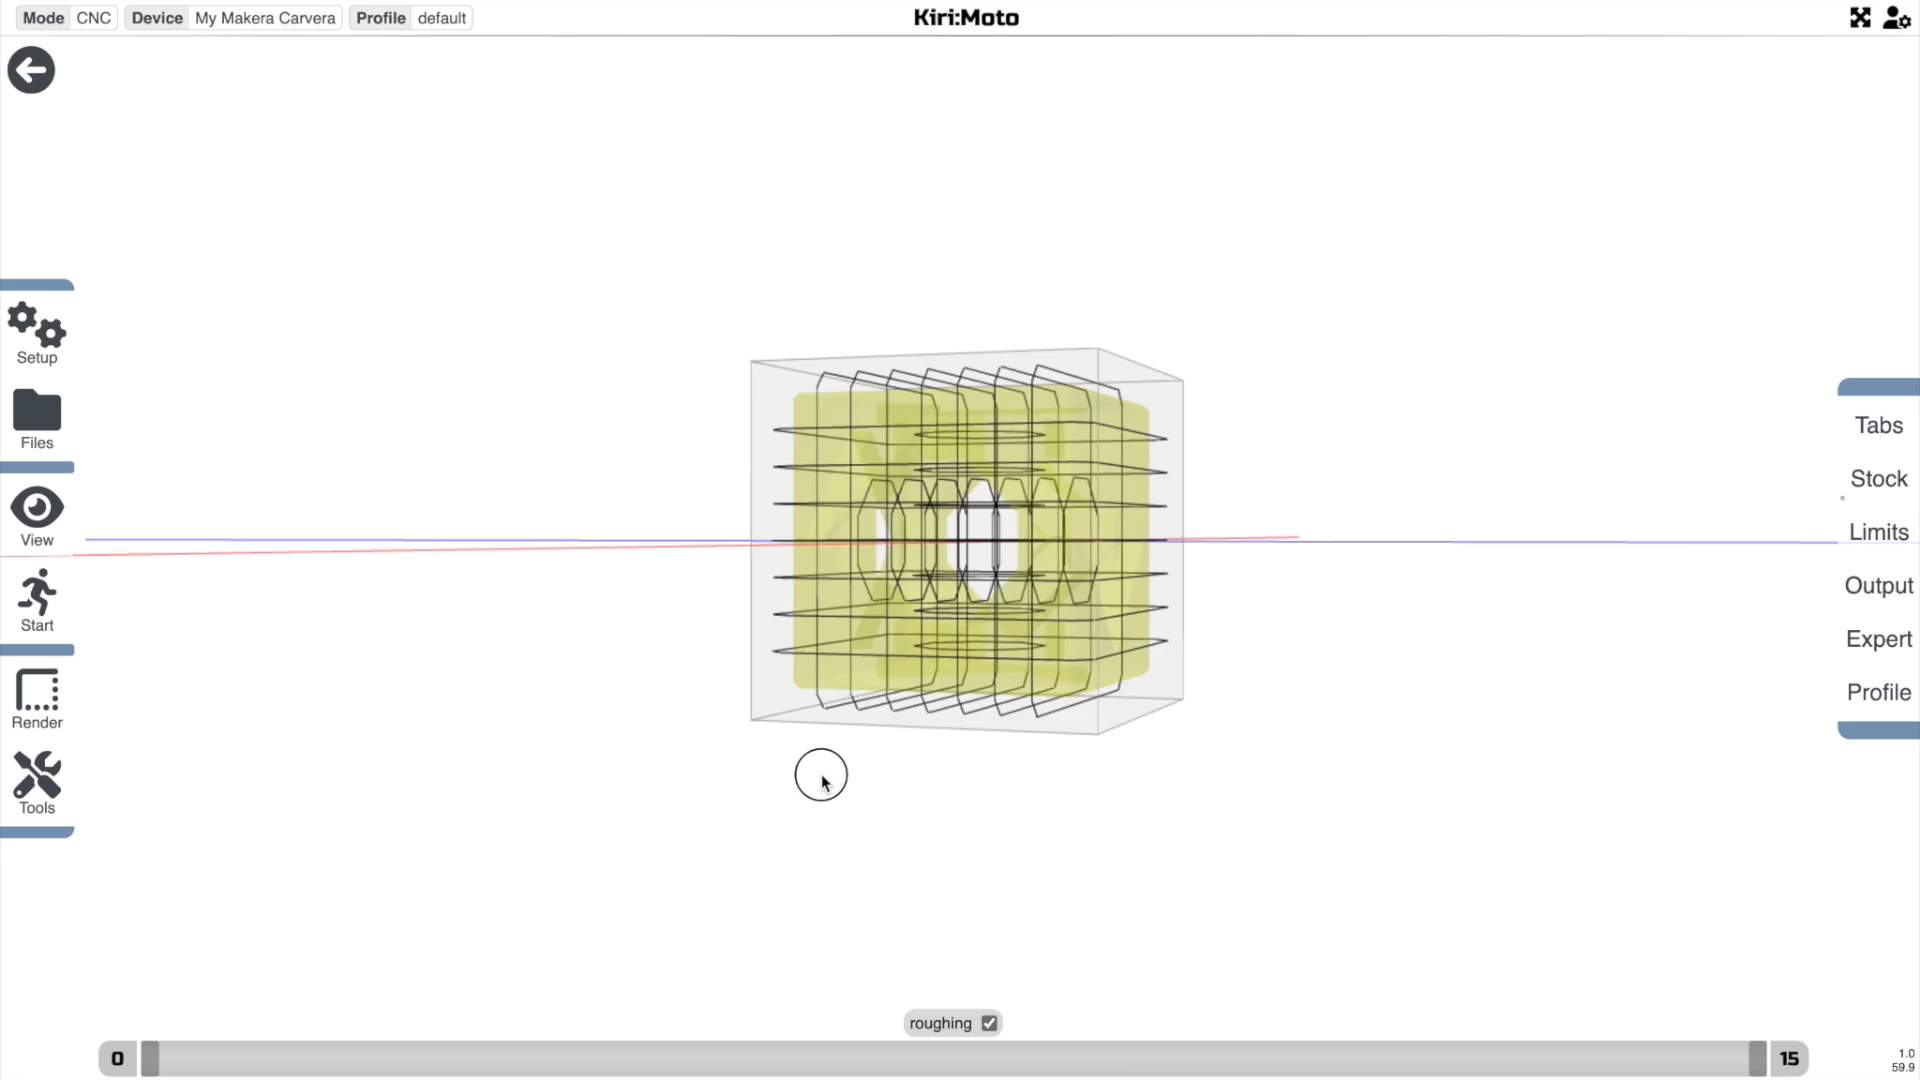 Mode CNC Device My Makera Carvera Profile default
Kiri:Moto
Setup
Files
View
Start
Render
Tools
Tabs
Stock
Limits
Output
Expert
Profile
roughing
0
15
1.0
59.9